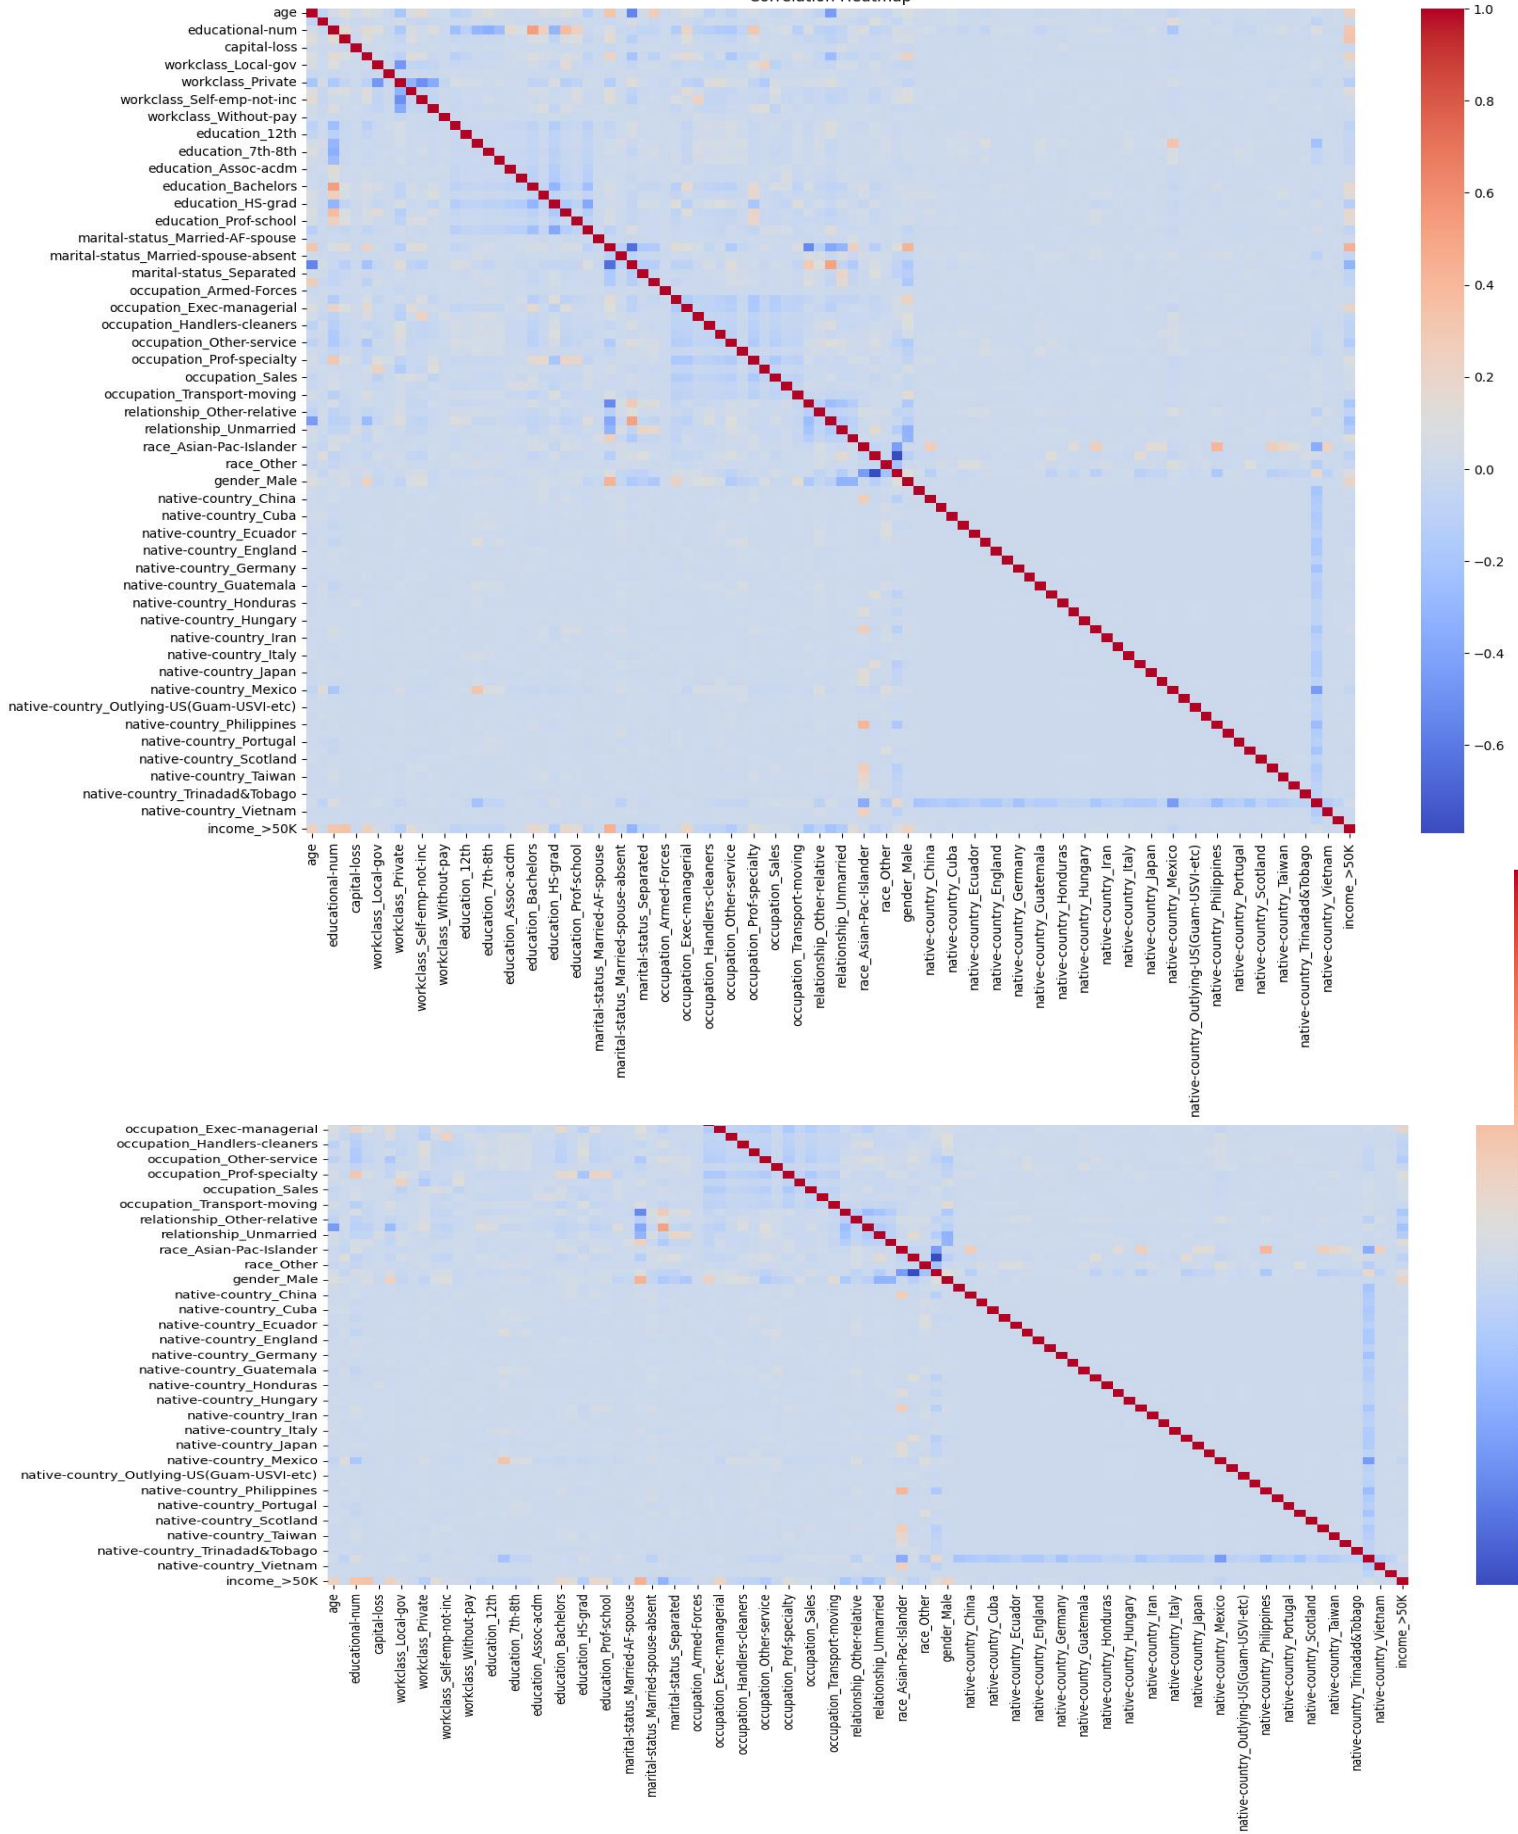 Correlation Heatmap
age
educational-num
capital-loss
workclass_Local-gov
workclass_Private
workclass_Self-emp-not-inc
workclass_Without-pay
education_12th
education_7th-8th
education_Assoc-acdm
education_Bachelors
education_HS-grad
education_Prof-school
marital-status_Married-AF-spouse
marital-status_Married-spouse-absent
marital-status_Separated
occupation_Armed-Forces
occupation_Exec-managerial
occupation_Handlers-cleaners
occupation_Other-service
occupation_Prof-specialty
occupation_Sales
occupation_Transport-moving
relationship_Other-relative
relationship_Unmarried
race_Asian-Pac-Islander
race_Other
gender_Male
native-country_China
native-country_Cuba
native-country_Ecuador
native-country_England
native-country_Germany
native-country_Guatemala
native-country_Honduras
native-country_Hungary
native-country_Iran
native-country_Italy
native-country_Japan
native-country_Mexico
native-country_Outlying-US(Guam-USVI-etc)
native-country_Philippines
native-country_Portugal
native-country_Scotland
native-country_Taiwan
native-country_Trinadad&Tobago
native-country_Vietnam
income_>50K
1.0
0.8
0.6
0.4
0.2
0.0
−0.2
−0.4
−0.6
age
educational-num
capital-loss
workclass_Local-gov
workclass_Private
workclass_Self-emp-not-inc
workclass_Without-pay
education_12th
education_7th-8th
education_Assoc-acdm
education_Bachelors
education_HS-grad
education_Prof-school
marital-status_Married-AF-spouse
marital-status_Married-spouse-absent
marital-status_Separated
occupation_Armed-Forces
occupation_Exec-managerial
occupation_Handlers-cleaners
occupation_Other-service
occupation_Prof-specialty
occupation_Sales
occupation_Transport-moving
relationship_Other-relative
relationship_Unmarried
race_Asian-Pac-Islander
race_Other
gender_Male
native-country_China
native-country_Cuba
native-country_Ecuador
native-country_England
native-country_Germany
native-country_Guatemala
native-country_Honduras
native-country_Hungary
native-country_Iran
native-country_Italy
native-country_Japan
native-country_Mexico
native-country_Outlying-US(Guam-USVI-etc)
native-country_Philippines
native-country_Portugal
native-country_Scotland
native-country_Taiwan
native-country_Trinadad&Tobago
native-country_Vietnam
income_>50K
occupation_Exec-managerial
occupation_Handlers-cleaners
occupation_Other-service
occupation_Prof-specialty
occupation_Sales
occupation_Transport-moving
relationship_Other-relative
relationship_Unmarried
race_Asian-Pac-Islander
race_Other
gender_Male
native-country_China
native-country_Cuba
native-country_Ecuador
native-country_England
native-country_Germany
native-country_Guatemala
native-country_Honduras
native-country_Hungary
native-country_Iran
native-country_Italy
native-country_Japan
native-country_Mexico
native-country_Outlying-US(Guam-USVI-etc)
native-country_Philippines
native-country_Portugal
native-country_Scotland
native-country_Taiwan
native-country_Trinadad&Tobago
native-country_Vietnam
income_>50K
age
educational-num
capital-loss
workclass_Local-gov
workclass_Private
workclass_Self-emp-not-inc
workclass_Without-pay
education_12th
education_7th-8th
education_Assoc-acdm
education_Bachelors
education_HS-grad
education_Prof-school
marital-status_Married-AF-spouse
marital-status_Married-spouse-absent
marital-status_Separated
occupation_Armed-Forces
occupation_Exec-managerial
occupation_Handlers-cleaners
occupation_Other-service
occupation_Prof-specialty
occupation_Sales
occupation_Transport-moving
relationship_Other-relative
relationship_Unmarried
race_Asian-Pac-Islander
race_Other
gender_Male
native-country_China
native-country_Cuba
native-country_Ecuador
native-country_England
native-country_Germany
native-country_Guatemala
native-country_Honduras
native-country_Hungary
native-country_Iran
native-country_Italy
native-country_Japan
native-country_Mexico
native-country_Outlying-US(Guam-USVI-etc)
native-country_Philippines
native-country_Portugal
native-country_Scotland
native-country_Taiwan
native-country_Trinadad&Tobago
native-country_Vietnam
income_>50K